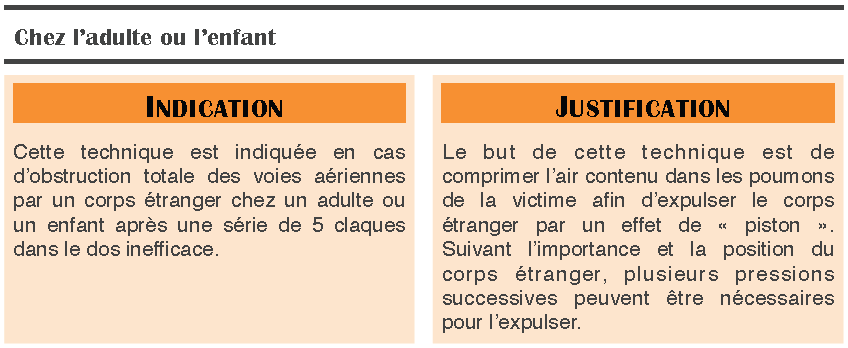 Chez l’adulte ou l’enfant
Indication
Cette technique est indiquée en cas
d’obstruction totale des voies aériennes
par un corps étranger chez un adulte ou
un enfant après une série de 5 claques
dans le dos inefficace.
Justification
Le but de cette technique est de
comprimer l’air contenu dans les poumons
de la victime afin d’expulser le corps
étranger par un effet de « piston ».
Suivant l’importance et la position du
corps étranger, plusieurs pressions
successives peuvent être nécessaires
pour l’expulser.